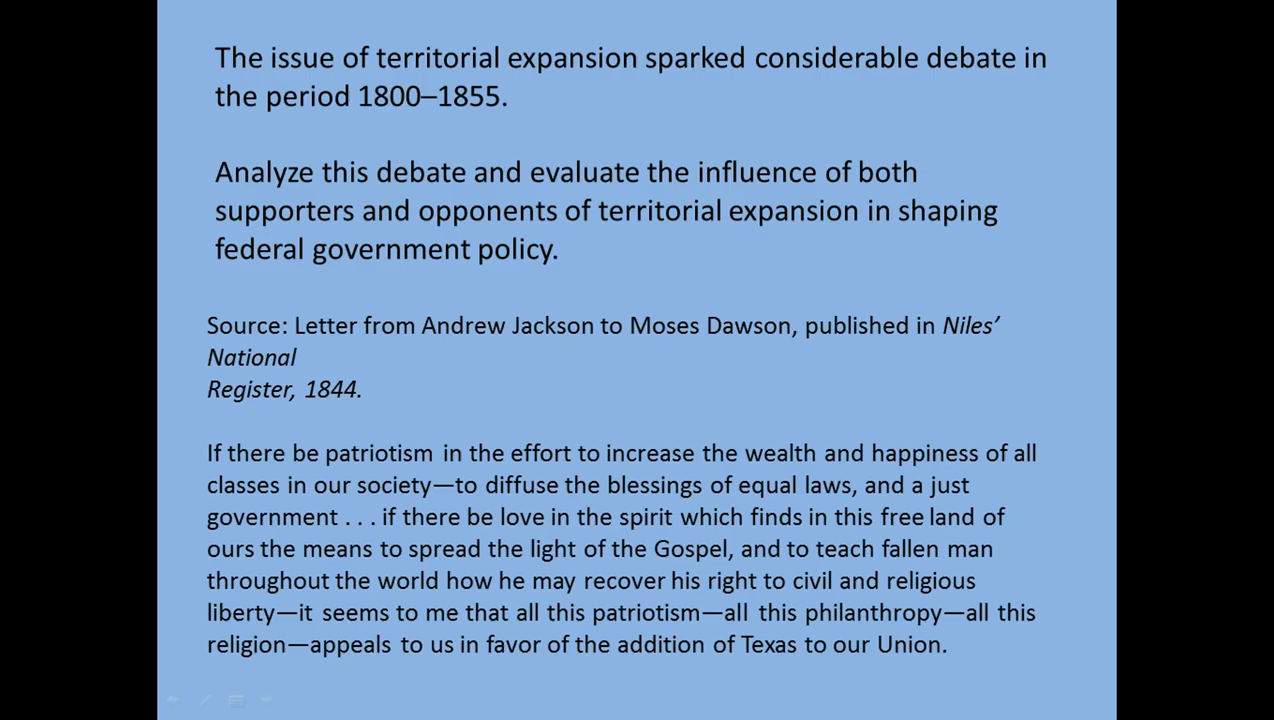 The issue of territorial expansion sparked considerable debate in
the period 1800–1855.
Analyze this debate and evaluate the influence of both
supporters and opponents of territorial expansion in shaping
federal government policy.
Source: Letter from Andrew Jackson to Moses Dawson, published in Niles’
National
Register, 1844.
If there be patriotism in the effort to increase the wealth and happiness of all
classes in our society—to diffuse the blessings of equal laws, and a just
government . . . if there be love in the spirit which finds in this free land of
ours the means to spread the light of the Gospel, and to teach fallen man
throughout the world how he may recover his right to civil and religious
liberty—it seems to me that all this patriotism—all this philanthropy—all this
religion—appeals to us in favor of the addition of Texas to our Union.